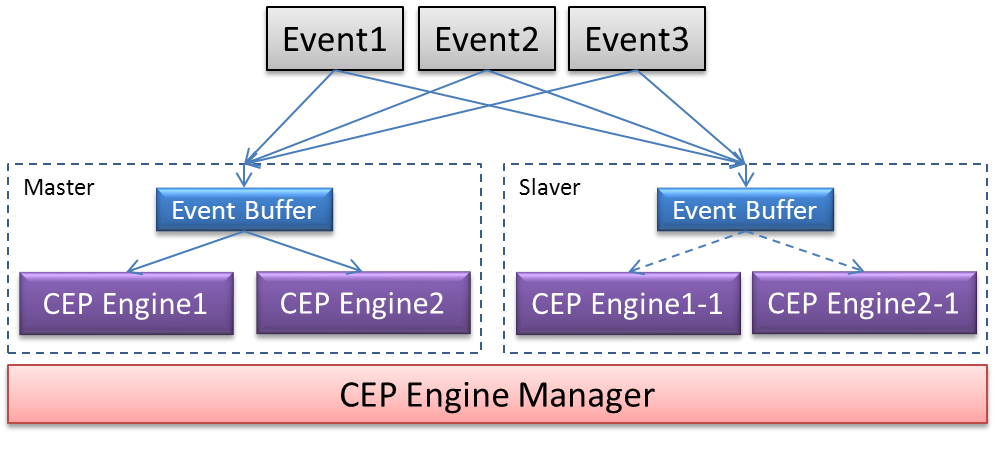 Event1
Event2
Event3
Master
Slaver
Event Buffer
Event Buffer
CEP Engine1
CEP Engine2
CEP Engine1-1
CEP Engine2-1
CEP Engine Manager